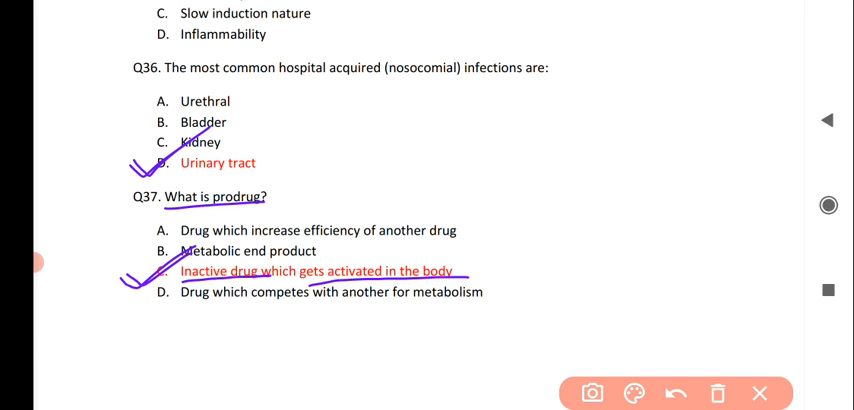 C. Slow induction nature
D. Inflammability
Q36. The most common hospital acquired (nosocomial) infections are:
A. Urethral
B. Bladder
C. Kidney
D. Urinary tract
Q37. What is prodrug?
A. Drug which increase efficiency of another drug
B. Metabolic end product
C. Inactive drug which gets activated in the body
D. Drug which competes with another for metabolism